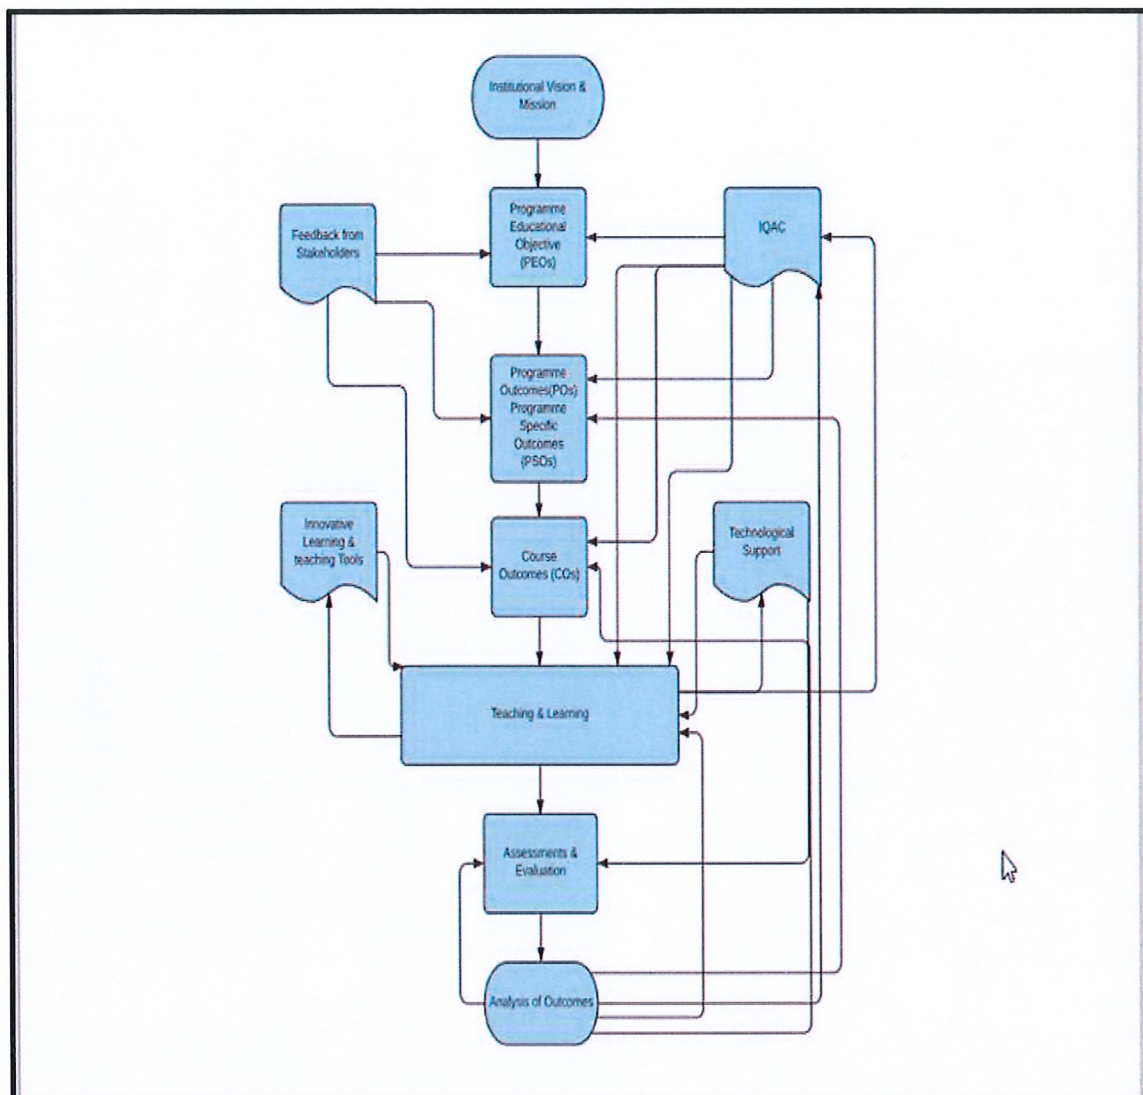 Institutional Vision &
Mission
Programme
Educational
Objective
(PEOs)
Feedback from
Stakeholders
IQAC
Programme
Outcomes(POs)
Programme
Specific
Outcomes
(PSOs)
Innovative
Learning &
teaching Tools
Course
Outcomes (COs)
Technological
Support
Teaching & Learning
Assessments &
Evaluation
Analysis of Outcomes